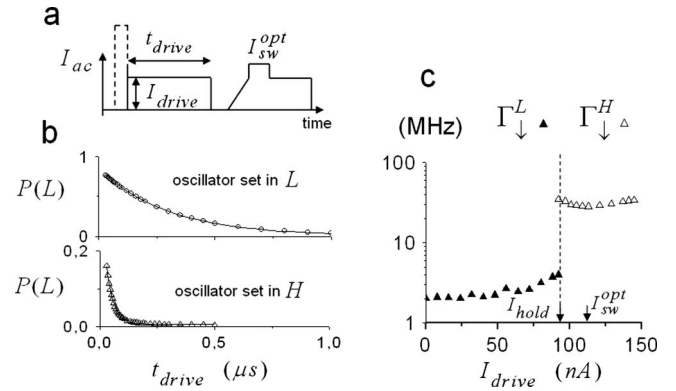 a
I_ac
t_drive
I_drive
I_sw^opt
time
b
P(L)
1
0
oscillator set in L
P(L)
0,2
0,0
oscillator set in H
0,0
0,5
1,0
t_drive (μs)
c
(MHz)
Γ_↓^L ▲
Γ_↓^H △
100
10
1
I_hold
I_sw^opt
0
50
100
150
I_drive (nA)